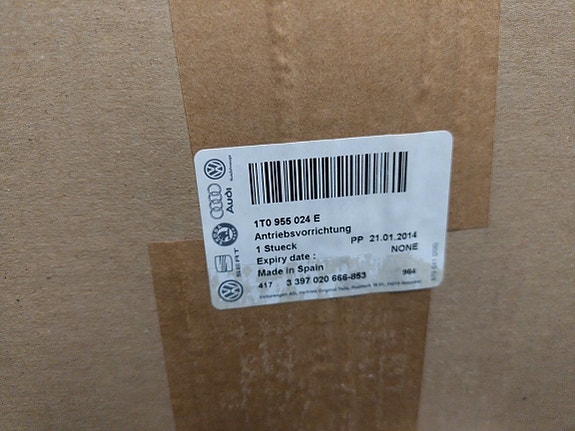 Audi
SEAT
1T0 955 024 E
Antriebsvorrichtung
1 Stueck PP 21.01.2014
Expiry date : NONE
Made in Spain 964
417 3 397 020 666-853